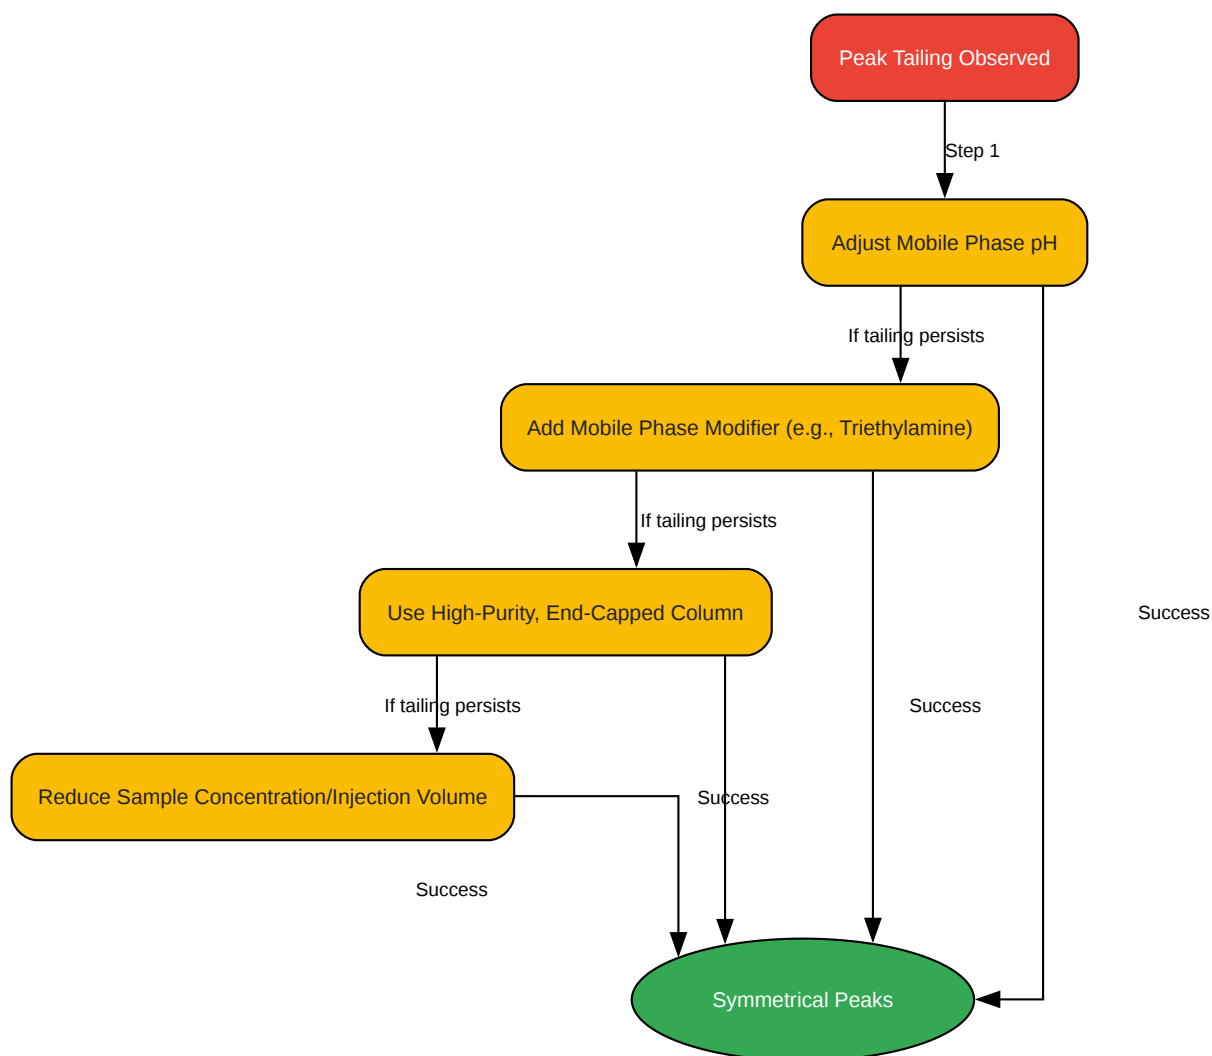 Peak Tailing Observed
Step 1
Adjust Mobile Phase pH
If tailing persists
Add Mobile Phase Modifier (e.g., Triethylamine)
If tailing persists
Use High-Purity, End-Capped Column
Success
If tailing persists
Success
Reduce Sample Concentration/Injection Volume
Success
Success
Symmetrical Peaks